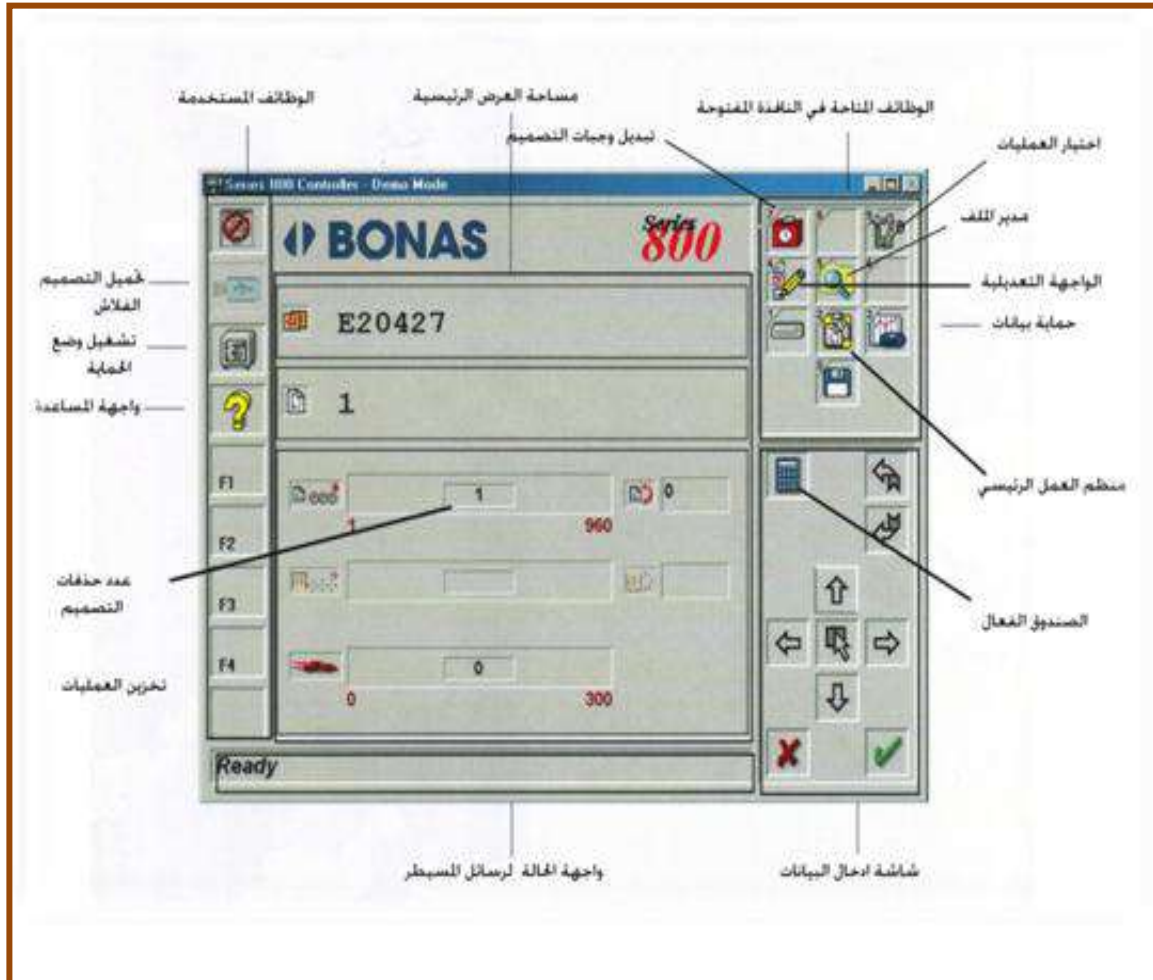 الوظائف المستخدمة
مساحة العرض الرئيسية
الوظائف المتاحة في النافذة المفتوحة
تبديل وجبات التصميم
اختيار العمليات
مدير الملف
الواجهة التعديلية
حماية بيانات
منظم العمل الرئيسي
الصندوق الفعال
تحميل التصميم
الفلاش
تشغيل وضع
الحماية
واجهة المساعدة
عدد حذفات
التصميم
تخزين العمليات
Series 800 Controller - Demo Mode
BONAS
Series
800
E20427
1
F1
1
0
1
960
F2
F3
F4
0
0
300
Ready
واجهة الحالة لرسائل المسيطر
شاشة ادخال البيانات